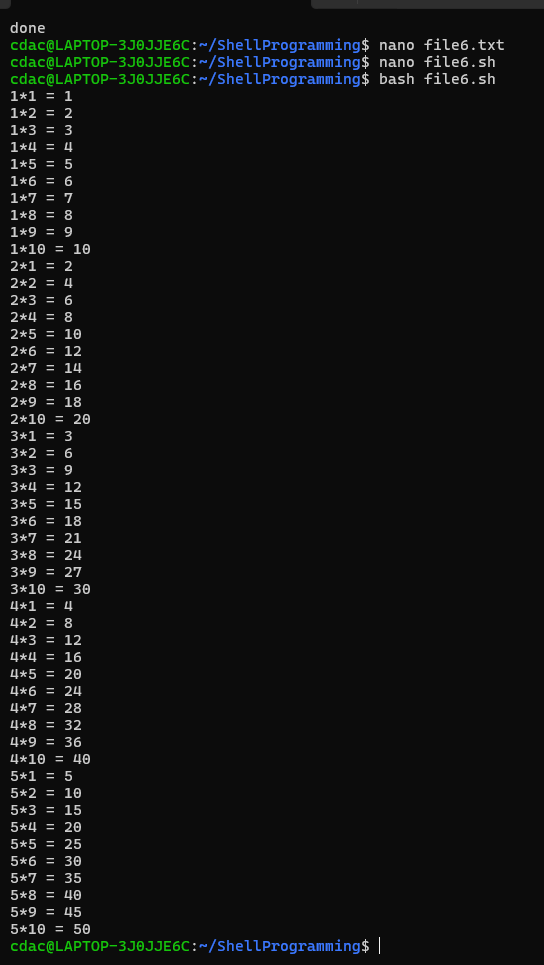 done
cdac@LAPTOP-3J0JJE6C:~/ShellProgramming$ nano file6.txt
cdac@LAPTOP-3J0JJE6C:~/ShellProgramming$ nano file6.sh
cdac@LAPTOP-3J0JJE6C:~/ShellProgramming$ bash file6.sh
1*1 = 1
1*2 = 2
1*3 = 3
1*4 = 4
1*5 = 5
1*6 = 6
1*7 = 7
1*8 = 8
1*9 = 9
1*10 = 10
2*1 = 2
2*2 = 4
2*3 = 6
2*4 = 8
2*5 = 10
2*6 = 12
2*7 = 14
2*8 = 16
2*9 = 18
2*10 = 20
3*1 = 3
3*2 = 6
3*3 = 9
3*4 = 12
3*5 = 15
3*6 = 18
3*7 = 21
3*8 = 24
3*9 = 27
3*10 = 30
4*1 = 4
4*2 = 8
4*3 = 12
4*4 = 16
4*5 = 20
4*6 = 24
4*7 = 28
4*8 = 32
4*9 = 36
4*10 = 40
5*1 = 5
5*2 = 10
5*3 = 15
5*4 = 20
5*5 = 25
5*6 = 30
5*7 = 35
5*8 = 40
5*9 = 45
5*10 = 50
cdac@LAPTOP-3J0JJE6C:~/ShellProgramming$